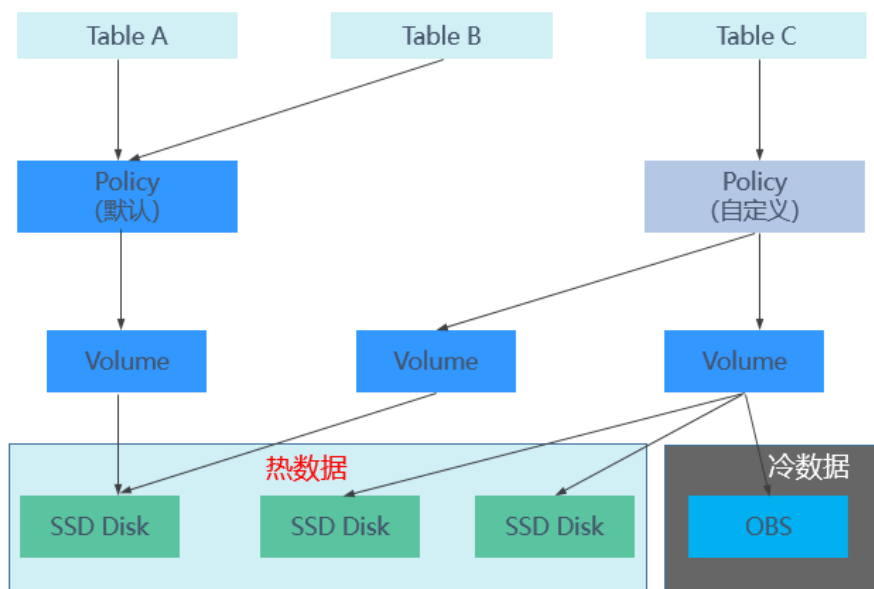 Table A
Table B
Table C
Policy
(默认)
Policy
(自定义)
Volume
Volume
Volume
热数据
冷数据
SSD Disk
SSD Disk
SSD Disk
OBS